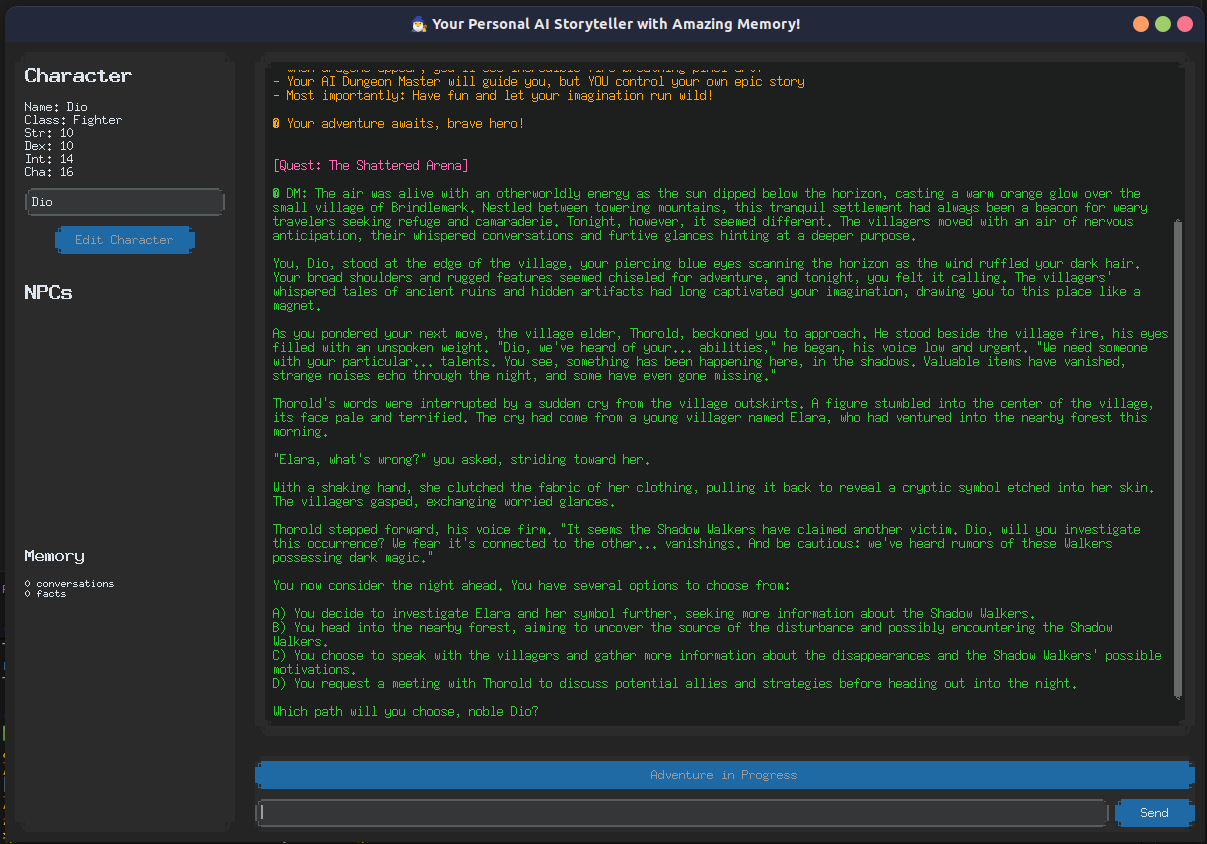 🧙‍♂️ Your Personal AI Storyteller with Amazing Memory!
Character
Name: Dio
Class: Fighter
Str: 10
Dex: 10
Int: 14
Cha: 16
Dio
Edit Character
NPCs
Memory
0 conversations
0 facts
- Your AI Dungeon Master will guide you, but YOU control your own epic story
- Most importantly: Have fun and let your imagination run wild!
Your adventure awaits, brave hero!
[Quest: The Shattered Arena]
DM: The air was alive with an otherworldly energy as the sun dipped below the horizon, casting a warm orange glow over the
small village of Brindlemark. Nestled between towering mountains, this tranquil settlement had always been a beacon for weary
travelers seeking refuge and camaraderie. Tonight, however, it seemed different. The villagers moved with an air of nervous
anticipation, their whispered conversations and furtive glances hinting at a deeper purpose.
You, Dio, stood at the edge of the village, your piercing blue eyes scanning the horizon as the wind ruffled your dark hair.
Your broad shoulders and rugged features seemed chiseled for adventure, and tonight, you felt it calling. The villagers'
whispered tales of ancient ruins and hidden artifacts had long captivated your imagination, drawing you to this place like a
magnet.
As you pondered your next move, the village elder, Thorold, beckoned you to approach. He stood beside the village fire, his eyes
filled with an unspoken weight. "Dio, we've heard of your... abilities," he began, his voice low and urgent. "We need someone
with your particular... talents. You see, something has been happening here, in the shadows. Valuable items have vanished,
strange noises echo through the night, and some have even gone missing."
Thorold's words were interrupted by a sudden cry from the village outskirts. A figure stumbled into the center of the village,
its face pale and terrified. The cry had come from a young villager named Elara, who had ventured into the nearby forest this
morning.
"Elara, what's wrong?" you asked, striding toward her.
With a shaking hand, she clutched the fabric of her clothing, pulling it back to reveal a cryptic symbol etched into her skin.
The villagers gasped, exchanging worried glances.
Thorold stepped forward, his voice firm. "It seems the Shadow Walkers have claimed another victim. Dio, will you investigate
this occurrence? We fear it's connected to the other... vanishings. And be cautious: we've heard rumors of these Walkers
possessing dark magic."
You now consider the night ahead. You have several options to choose from:
A) You decide to investigate Elara and her symbol further, seeking more information about the Shadow Walkers.
B) You head into the nearby forest, aiming to uncover the source of the disturbance and possibly encountering the Shadow
Walkers.
C) You choose to speak with the villagers and gather more information about the disappearances and the Shadow Walkers' possible
motivations.
D) You request a meeting with Thorold to discuss potential allies and strategies before heading out into the night.
Which path will you choose, noble Dio?
Adventure in Progress
Send